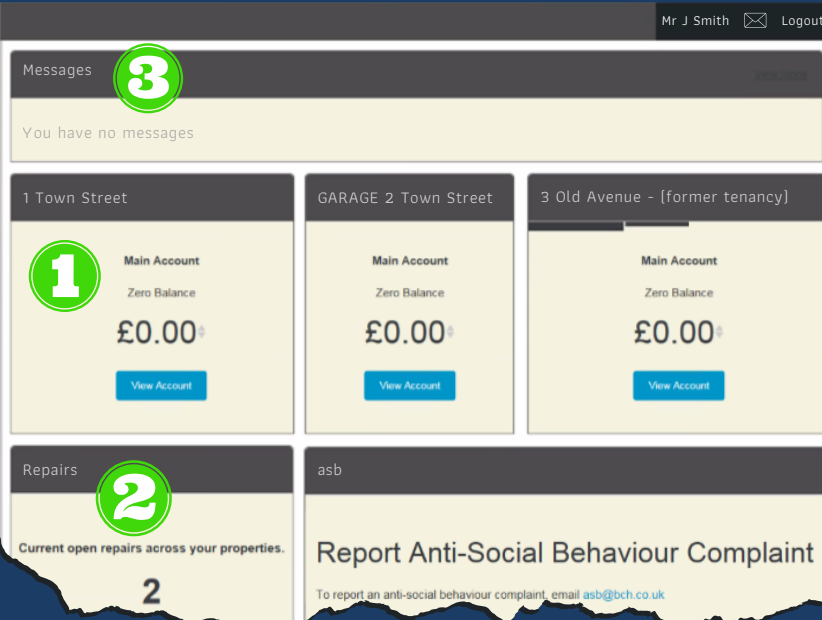 Mr J Smith Logout
Messages
3
You have no messages
1 Town Street
GARAGE 2 Town Street
3 Old Avenue - [former tenancy]
1
Main Account
Zero Balance
£0.00
View Account
Main Account
Zero Balance
£0.00
View Account
Main Account
Zero Balance
£0.00
View Account
Repairs
2
Current open repairs across your properties.
2
asb
Report Anti-Social Behaviour Complaint
To report an anti-social behaviour complaint, email asb@bch.co.uk